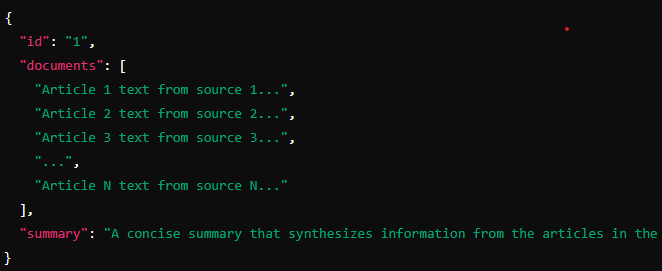 {
"id": "1",
"documents": [
"Article 1 text from source 1...",
"Article 2 text from source 2...",
"Article 3 text from source 3...",
"...",
"Article N text from source N..."
],
"summary": "A concise summary that synthesizes information from the articles in the
}